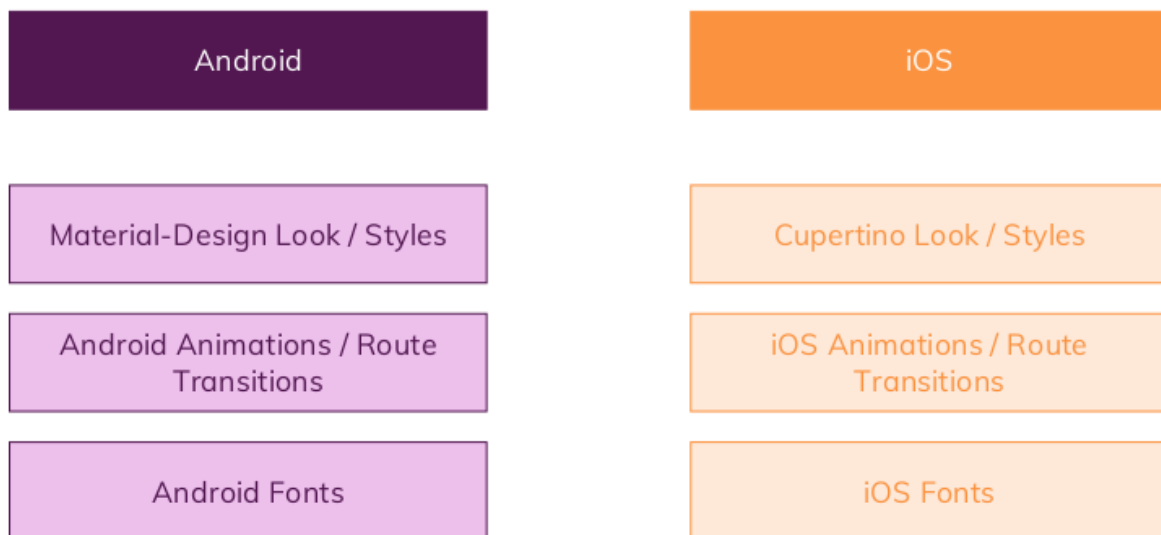 Android
iOS
Material-Design Look / Styles
Cupertino Look / Styles
Android Animations / Route
Transitions
iOS Animations / Route
Transitions
Android Fonts
iOS Fonts